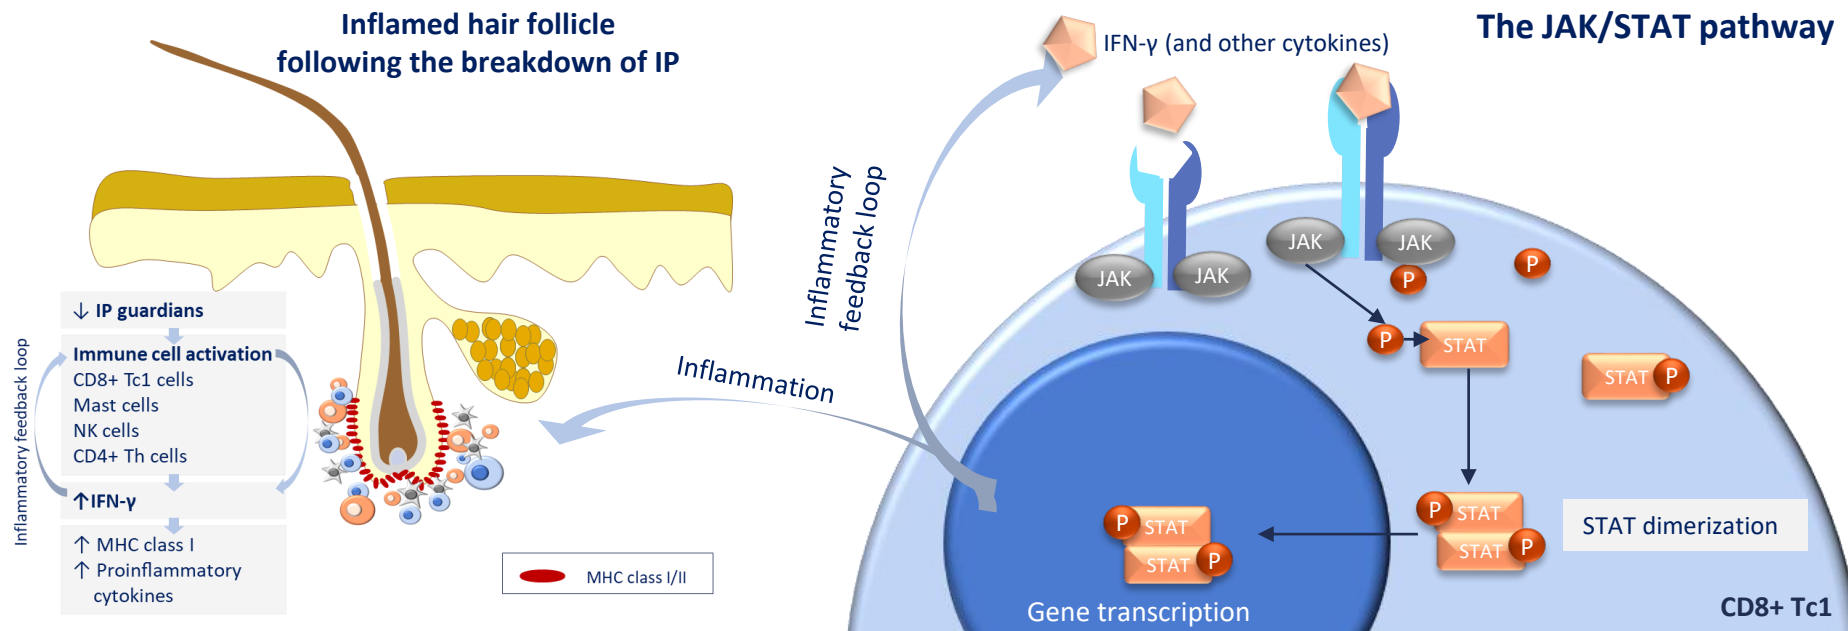 Inflamed hair follicle
following the breakdown of IP
Inflammatory feedback loop
↓ IP guardians
Immune cell activation
CD8+ Tc1 cells
Mast cells
NK cells
CD4+ Th cells
↑IFN-γ
↑ MHC class I
↑ Proinflammatory
cytokines
MHC class I/II
Inflammation
Inflammatory
feedback loop
The JAK/STAT pathway
IFN-γ (and other cytokines)
JAK
JAK
JAK
JAK
P
P
P
STAT
STAT
P
P
STAT
STAT
P
STAT dimerization
P
STAT
STAT
P
Gene transcription
CD8+ Tc1